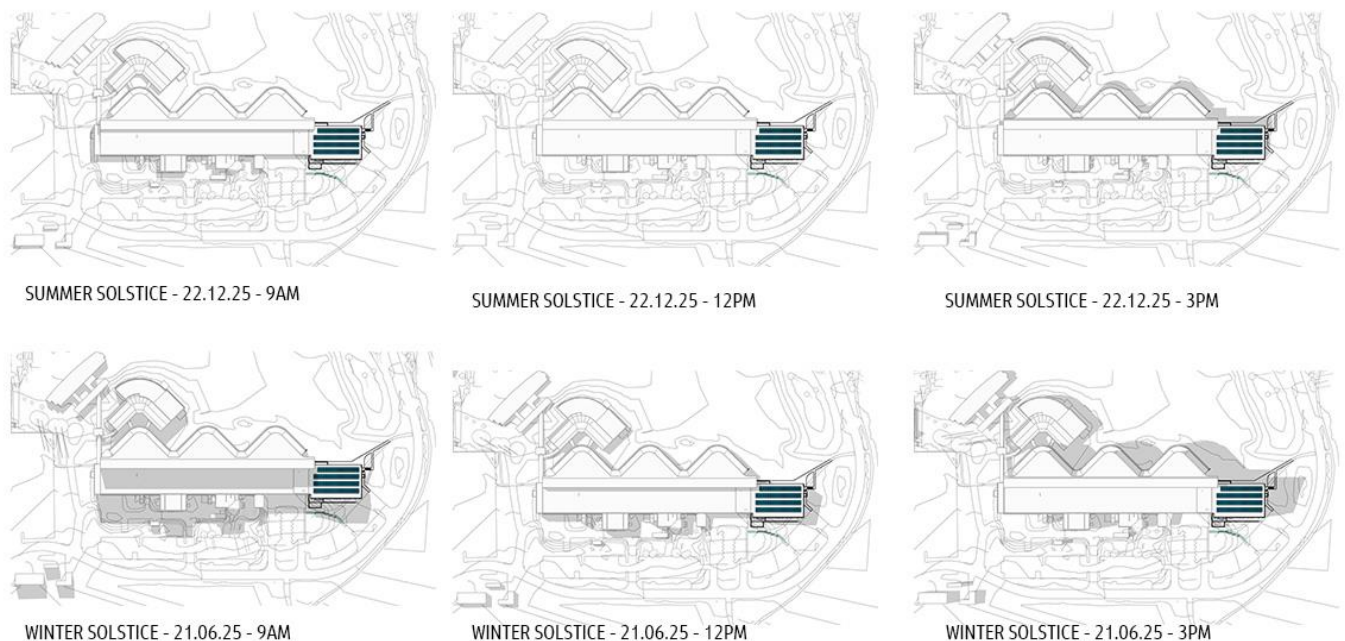 SUMMER SOLSTICE - 22.12.25 - 9AM
SUMMER SOLSTICE - 22.12.25 - 12PM
SUMMER SOLSTICE - 22.12.25 - 3PM
WINTER SOLSTICE - 21.06.25 - 9AM
WINTER SOLSTICE - 21.06.25 - 12PM
WINTER SOLSTICE - 21.06.25 - 3PM